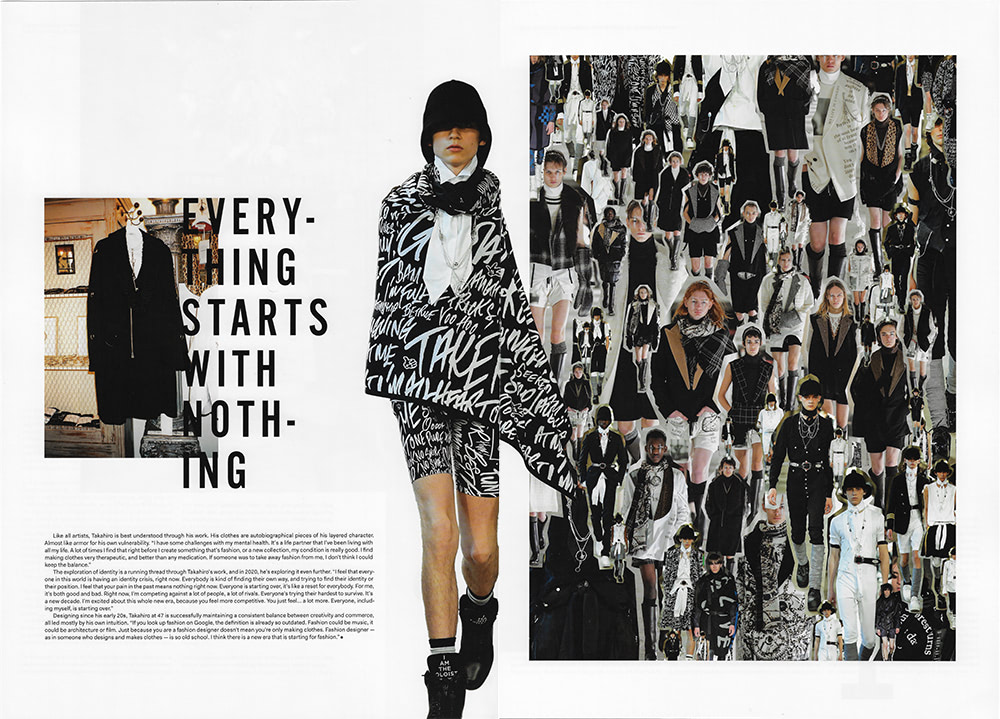 EVERY-
THING
STARTS
WITH
NOTH-
ING
Like all artists, Takahiro is best understood through his work. His clothes are autobiographical pieces of his layered character.
Almost like armor for his own vulnerability. "I have some challenges with my mental health. It's a life partner that I've been living with
all my life. A lot of times I find that right before I create something that's fashion, or a new collection, my condition is really good. I find
making clothes very therapeutic, and better than any medication. If someone was to take away fashion from me, I don't think I could
keep the balance."
The exploration of identity is a running thread through Takahiro's work, and in 2020, he's exploring it even further. "I feel that every-
one in this world is having an identity crisis, right now. Everybody is kind of finding their own way, and trying to find their identity or
their position. I feel that your pain in the past means nothing right now. Everyone is starting over, it's like a reset for everybody. For me,
it's both good and bad. Right now, I'm competing against a lot of people, a lot of rivals. Everyone's trying their hardest to survive. It's
a new decade. I'm excited about this whole new era, because you feel more competitive. You just feel... a lot more. Everyone, includ-
ing myself, is starting over."
Designing since his early 20s, Takahiro at 47 is successfully maintaining a consistent balance between creativity and commerce,
all led mostly by his own intuition. "If you look up fashion on Google, the definition is already so outdated. Fashion could be music, it
could be architecture or film. Just because you are a fashion designer doesn't mean you're only making clothes. Fashion designer —
as in someone who designs and makes clothes — is so old school. I think there is a new era that is starting for fashion."
TAKE
I AM
THE